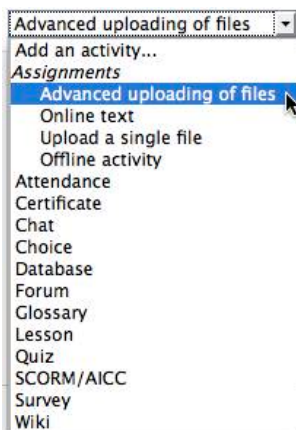 Advanced uploading of files
Add an activity...
Assignments
Advanced uploading of files
Online text
Upload a single file
Offline activity
Attendance
Certificate
Chat
Choice
Database
Forum
Glossary
Lesson
Quiz
SCORM/AICC
Survey
Wiki